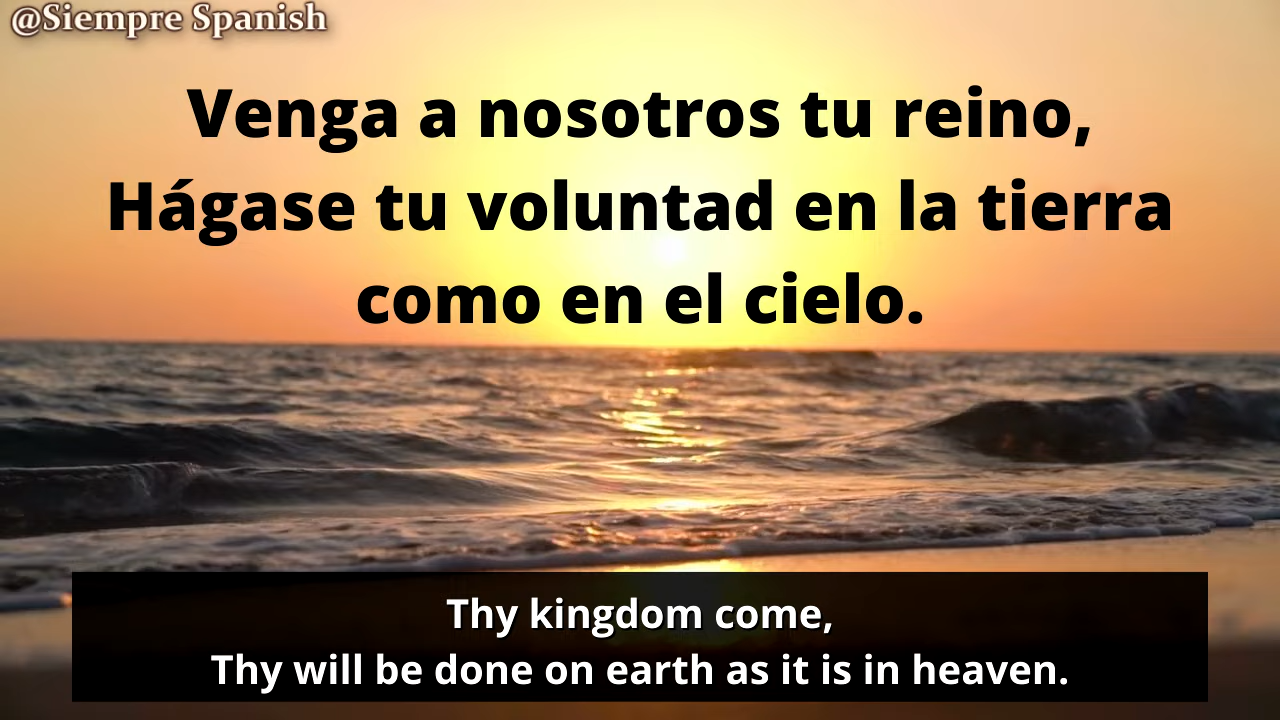 @Siempre Spanish
Venga a nosotros tu reino,
Hágase tu voluntad en la tierra
como en el cielo.
Thy kingdom come,
Thy will be done on earth as it is in heaven.